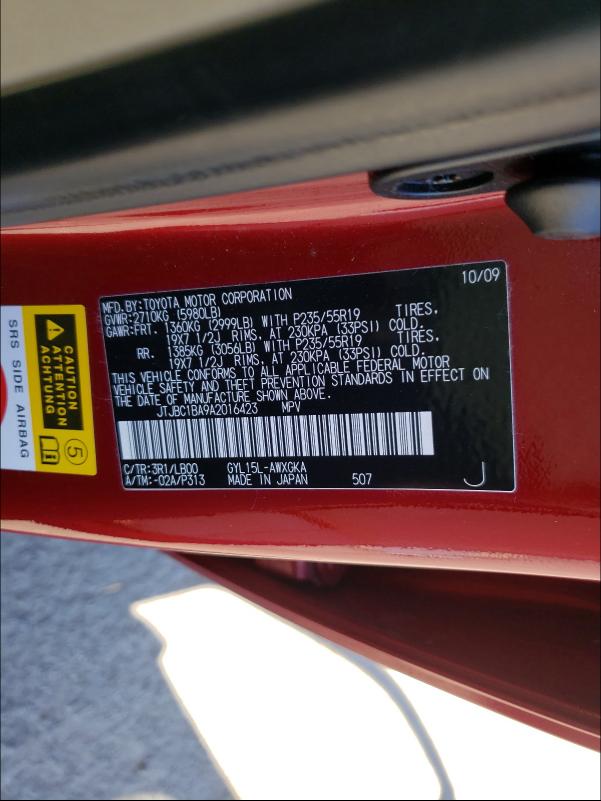 10/09
MFD.BY:TOYOTA MOTOR CORPORATION
GVWR:2710KG (5980LB)
GAWR:FRT. 1360KG (2999LB) WITH P235/55R19 TIRES,
19X7 1/2J RIMS, AT 230KPA (33PSI) COLD.
RR. 1385KG (3056LB) WITH P235/55R19 TIRES,
19X7 1/2J RIMS, AT 230KPA (33PSI) COLD.
THIS VEHICLE CONFORMS TO ALL APPLICABLE FEDERAL MOTOR
VEHICLE SAFETY AND THEFT PREVENTION STANDARDS IN EFFECT ON
THE DATE OF MANUFACTURE SHOWN ABOVE.
JTJBC1BA9A2016423 MPV
C/TR:3R1/LB00 GYL15L-AWXGKA
A/TM:-02A/P313 MADE IN JAPAN 507 J
CAUTION
ATTENTION
ACHTUNG
5
SRS SIDE AIRBAG